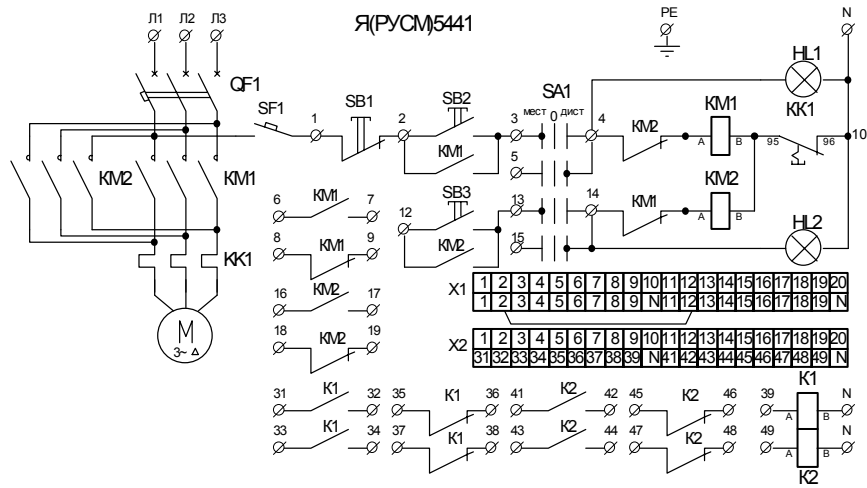 Л1 Л2 Л3
Я(РУСМ)5441
PE
N
QF1
HL1
SF1
SB1
SB2
SA1
KK1
1
2
3
мест 0 дист
4
KM2
KM1
A B
95 96
10
KM1
5
KM2
KM2
KM1
6 KM1 7
12
SB3
13
14
KM1
A B
8 KM1 9
KM2
15
HL2
KK1
16 KM2 17
X1
1 2 3 4 5 6 7 8 9 10 11 12 13 14 15 16 17 18 19 20
1 2 3 4 5 6 7 8 9 N 11 12 13 14 15 16 17 18 19 N
M
3~ Δ
18 KM2 19
X2
1 2 3 4 5 6 7 8 9 10 11 12 13 14 15 16 17 18 19 20
31 32 33 34 35 36 37 38 39 N 41 42 43 44 45 46 47 48 49 N
31 K1 32 35 K1 36 41 K2 42 45 K2 46 39 K1 N
A B
33 K1 34 37 K1 38 43 K2 44 47 K2 48 49 N
A B
K2